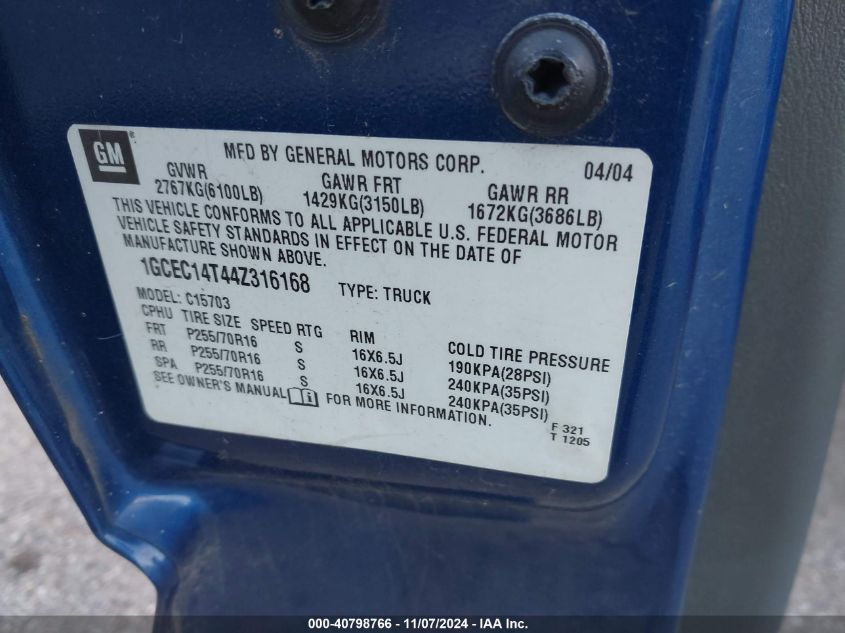 GM®
MFD BY GENERAL MOTORS CORP. 04/04
GVWR GAWR FRT GAWR RR
2767KG(6100LB) 1429KG(3150LB) 1672KG(3686LB)
THIS VEHICLE CONFORMS TO ALL APPLICABLE U.S. FEDERAL MOTOR
VEHICLE SAFETY STANDARDS IN EFFECT ON THE DATE OF
MANUFACTURE SHOWN ABOVE.
1GCEC14T44Z316168 TYPE: TRUCK
MODEL: C15703
CPHU TIRE SIZE SPEED RTG RIM COLD TIRE PRESSURE
FRT P255/70R16 S 16X6.5J 190KPA(28PSI)
RR P255/70R16 S 16X6.5J 240KPA(35PSI)
SPA P255/70R16 S 16X6.5J 240KPA(35PSI)
SEE OWNER'S MANUAL FOR MORE INFORMATION.
F 321
T 1205
000-40798766 - 11/07/2024 - IAA Inc.